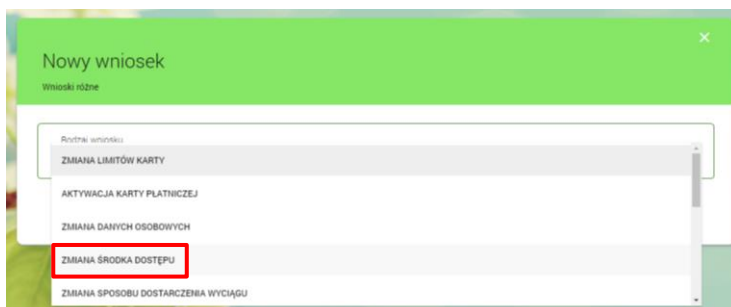 Nowy wniosek
Wnioski różne
Rodzaj wniosku
ZMIANA LIMITÓW KARTY
AKTYWACJA KARTY PŁATNICZEJ
ZMIANA DANYCH OSOBOWYCH
ZMIANA ŚRODKA DOSTĘPU
ZMIANA SPOSOBU DOSTARCZENIA WYCIĄGU